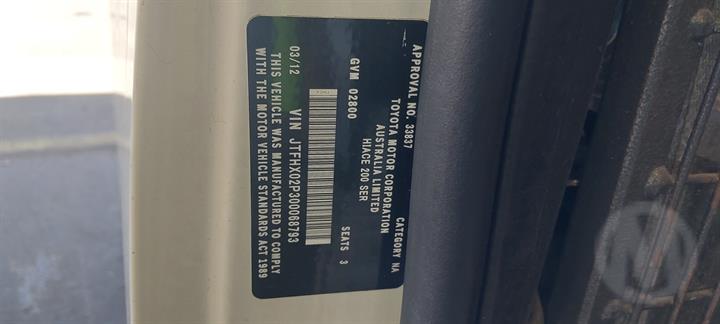 APPROVAL NO. 33837 CATEGORY NA
TOYOTA MOTOR CORPORATION
AUSTRALIA LIMITED
HIACE 200 SER
GVM 02800 SEATS 3
VIN JTFHX02P300068793
03/12
THIS VEHICLE WAS MANUFACTURED TO COMPLY
WITH THE MOTOR VEHICLE STANDARDS ACT 1989
M